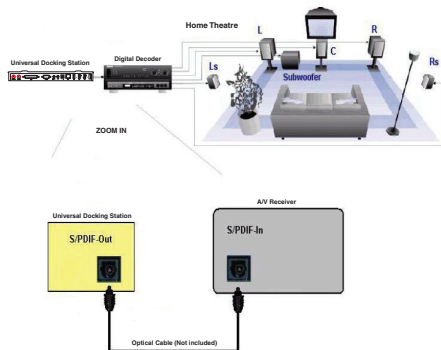 Home Theatre
L
R
Digital Decoder
Universal Docking Station
C
Ls
Rs
Subwoofer
ZOOM IN
A/V Receiver
Universal Docking Station
S/PDIF-Out
S/PDIF-In
Optical Cable (Not included)